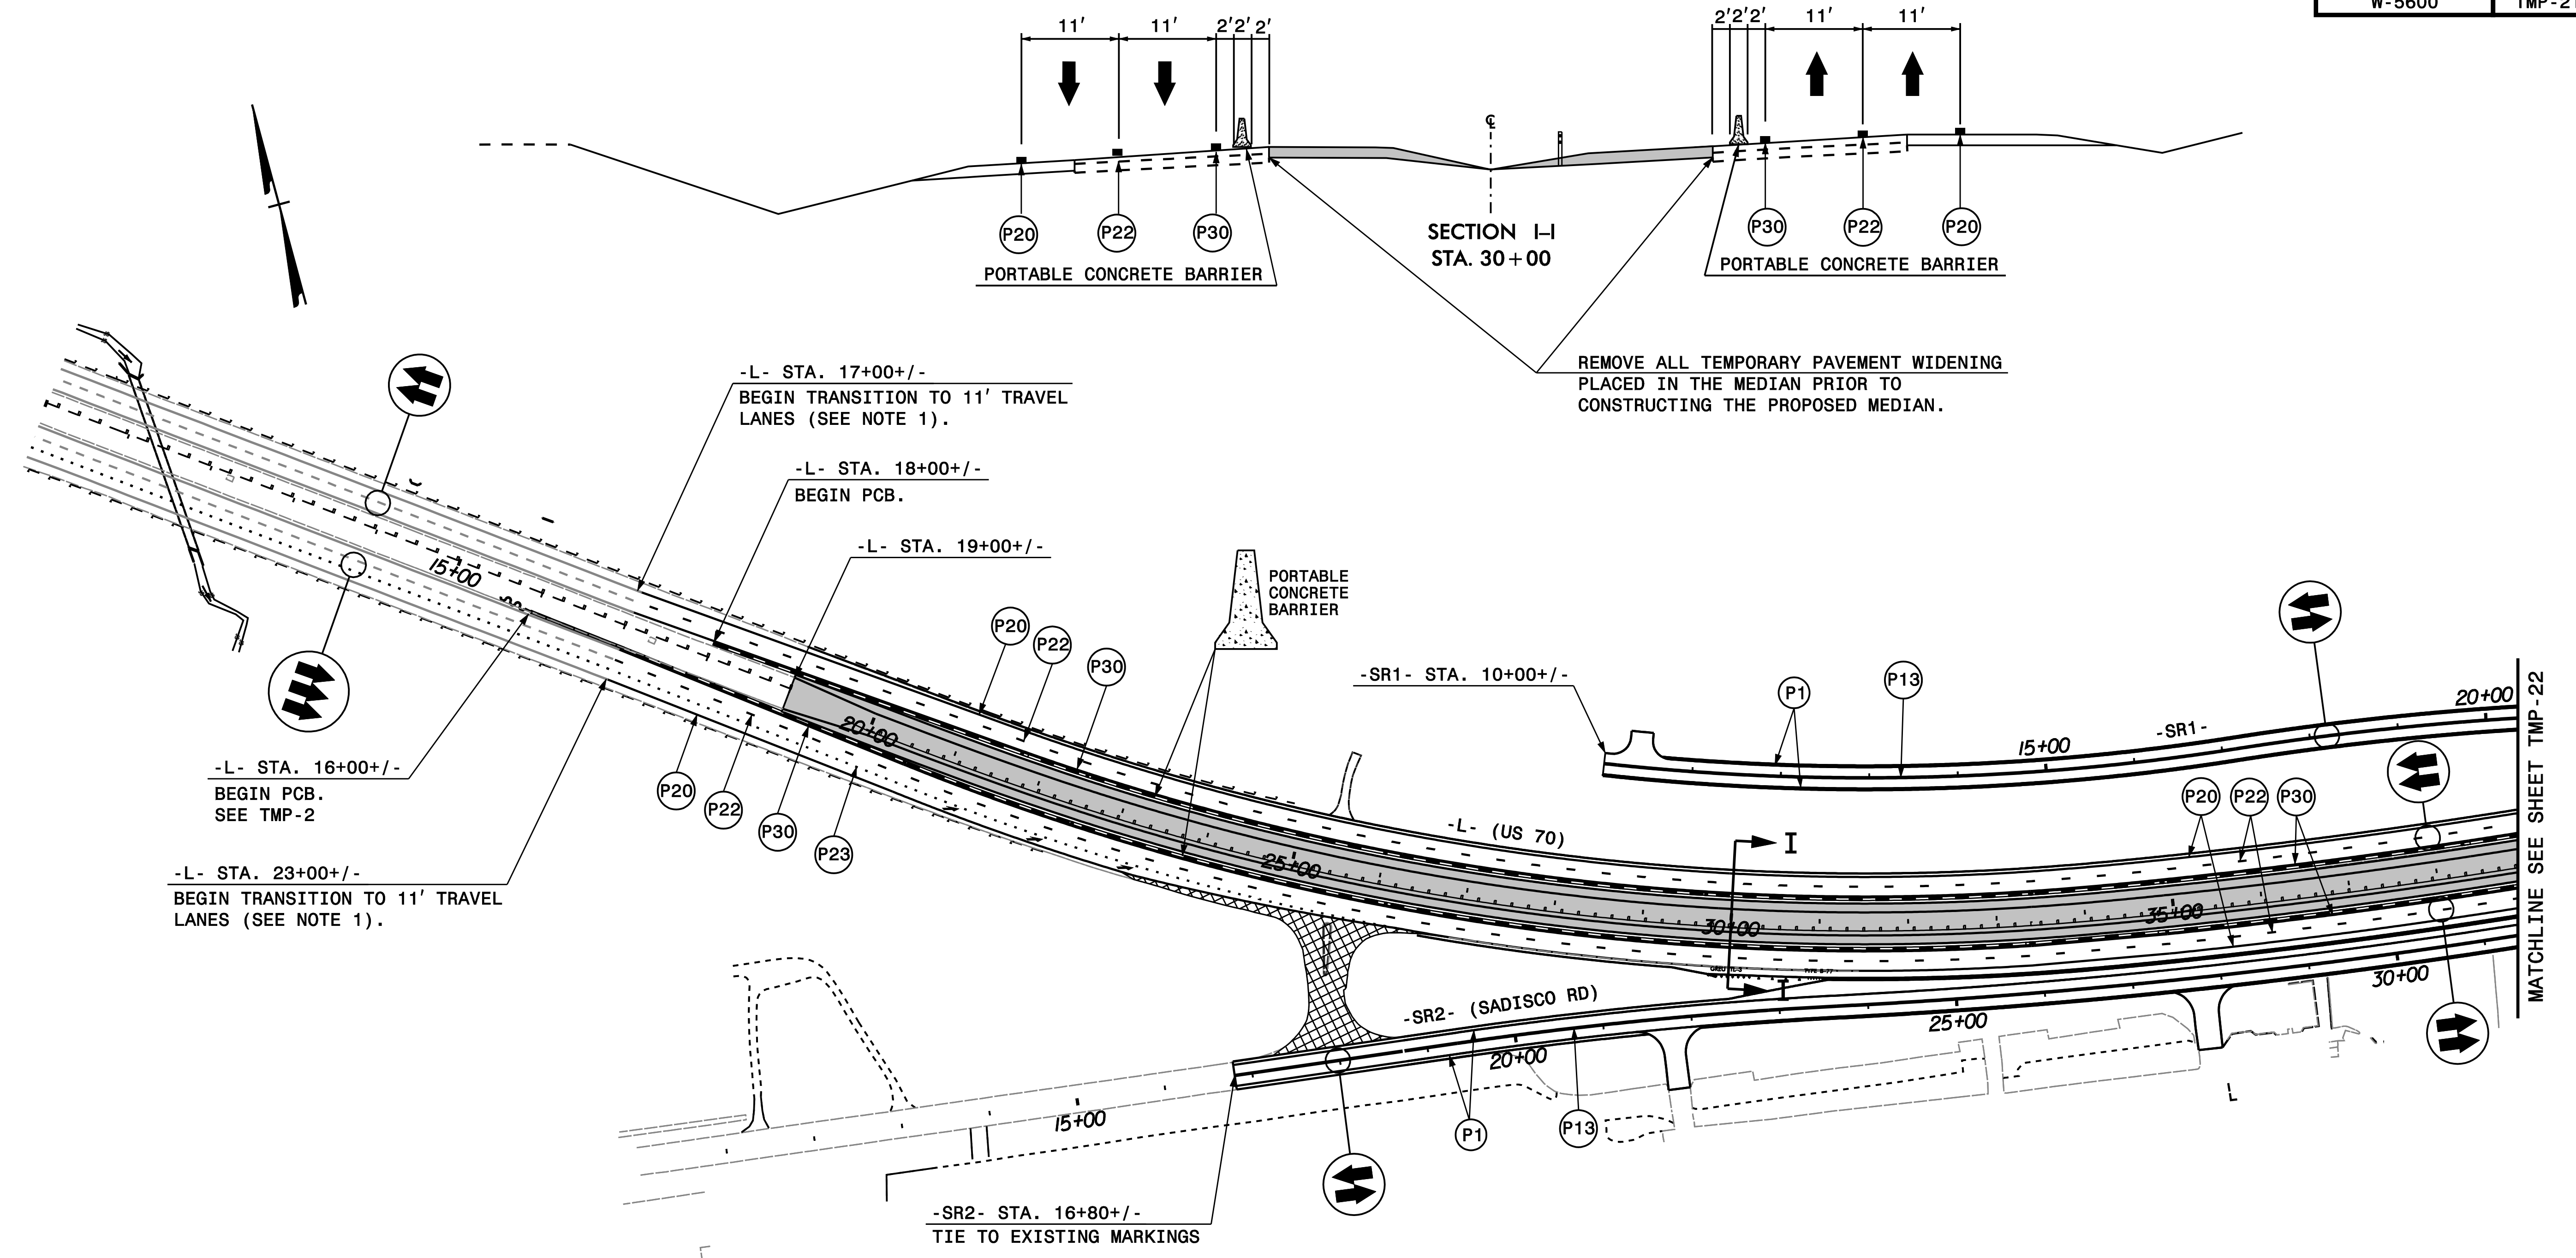 W-5600
TMP-21
11'
11'
2'
2'
2'
2'
2'
2'
11'
11'
℄
P20
P22
P30
PORTABLE CONCRETE BARRIER
SECTION I–I
STA. 30+00
P30
P22
P20
PORTABLE CONCRETE BARRIER
REMOVE ALL TEMPORARY PAVEMENT WIDENING
PLACED IN THE MEDIAN PRIOR TO
CONSTRUCTING THE PROPOSED MEDIAN.
-L- STA. 17+00+/-
BEGIN TRANSITION TO 11' TRAVEL
LANES (SEE NOTE 1).
-L- STA. 18+00+/-
BEGIN PCB.
-L- STA. 19+00+/-
PORTABLE
CONCRETE
BARRIER
15+00
P20
P22
P30
-SR1- STA. 10+00+/-
P1
P13
20+00
-SR1-
15+00
MATCHLINE SEE SHEET TMP-22
-L- STA. 16+00+/-
BEGIN PCB.
SEE TMP-2
20+00
P20
P22
P30
P23
P20
P22
P30
-L- (US 70)
I
25+00
-L- STA. 23+00+/-
BEGIN TRANSITION TO 11' TRAVEL
LANES (SEE NOTE 1).
30+00
35+00
I
-SR2- (SADISCO RD)
30+00
25+00
20+00
15+00
P1
P13
L
-SR2- STA. 16+80+/-
TIE TO EXISTING MARKINGS